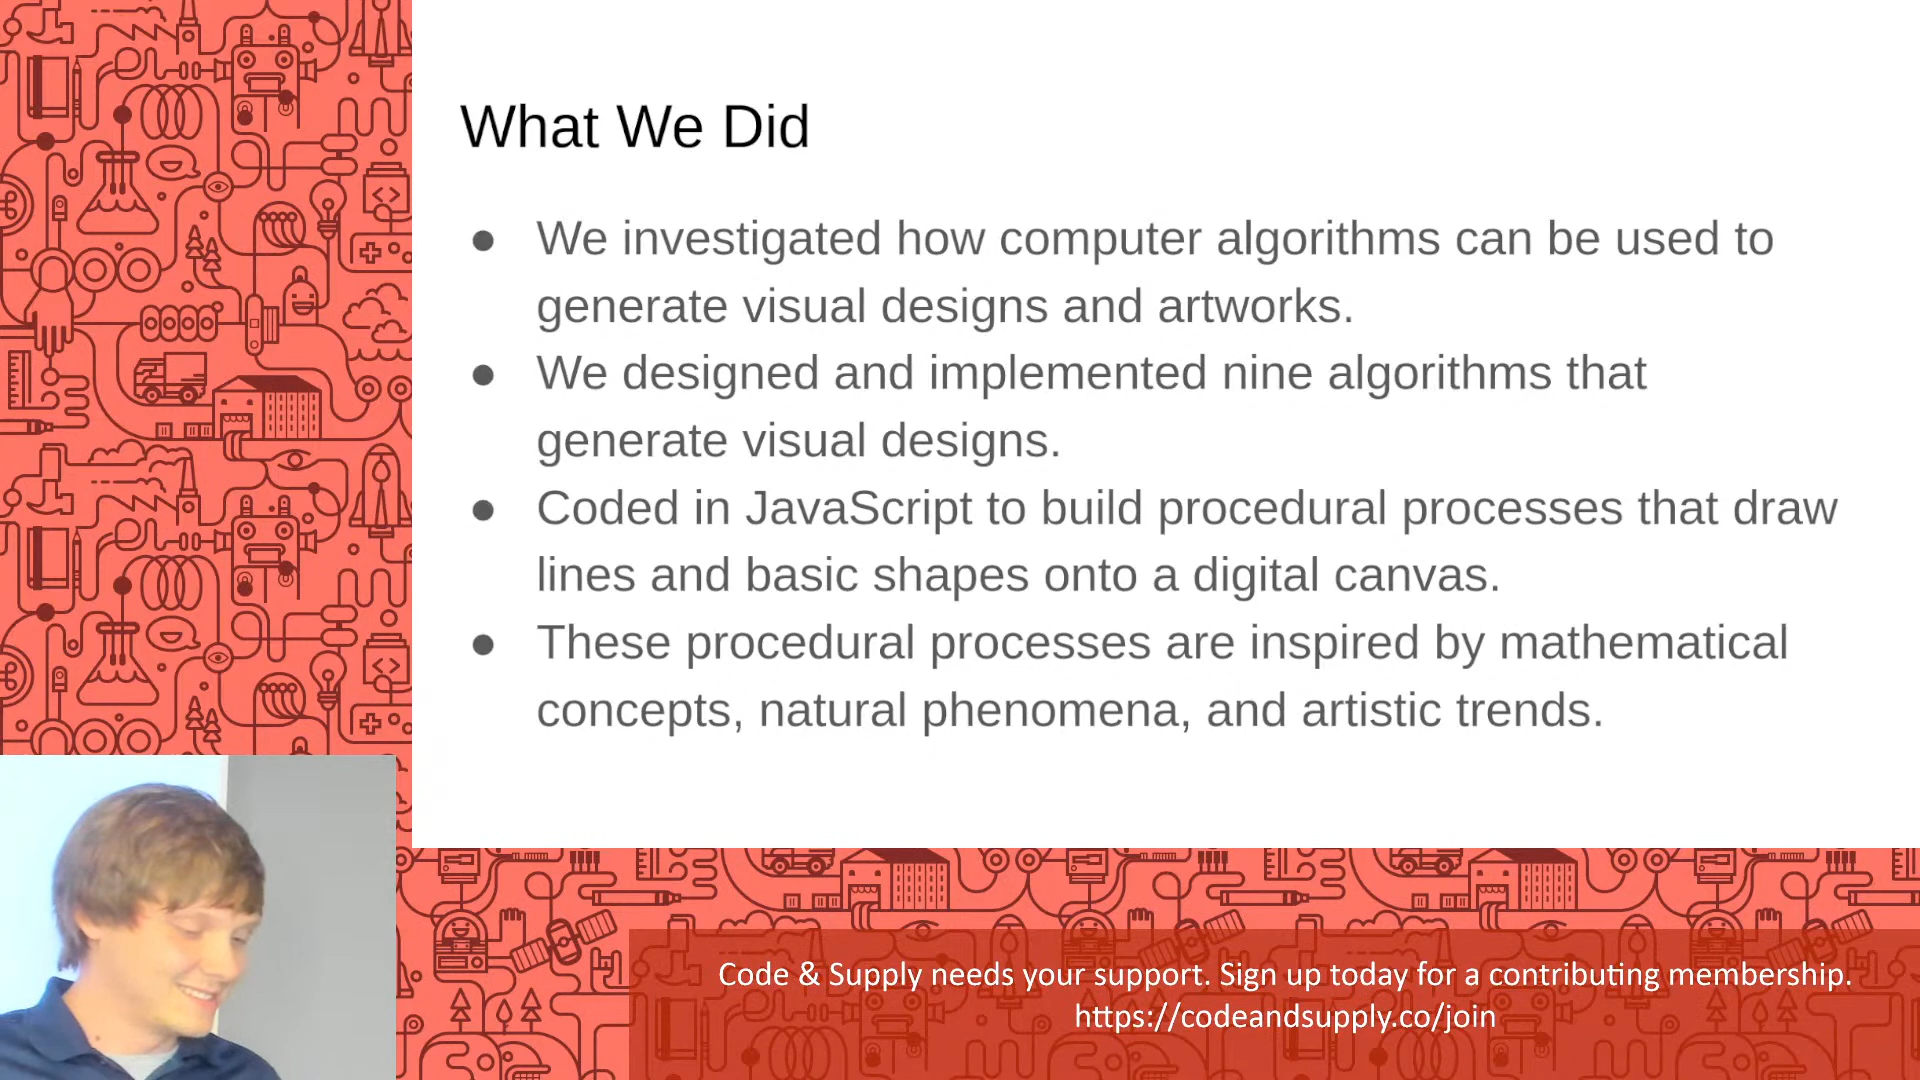 What We Did
● We investigated how computer algorithms can be used to
generate visual designs and artworks.
● We designed and implemented nine algorithms that
generate visual designs.
● Coded in JavaScript to build procedural processes that draw
lines and basic shapes onto a digital canvas.
● These procedural processes are inspired by mathematical
concepts, natural phenomena, and artistic trends.
Code & Supply needs your support. Sign up today for a contributing membership.
https://codeandsupply.co/join